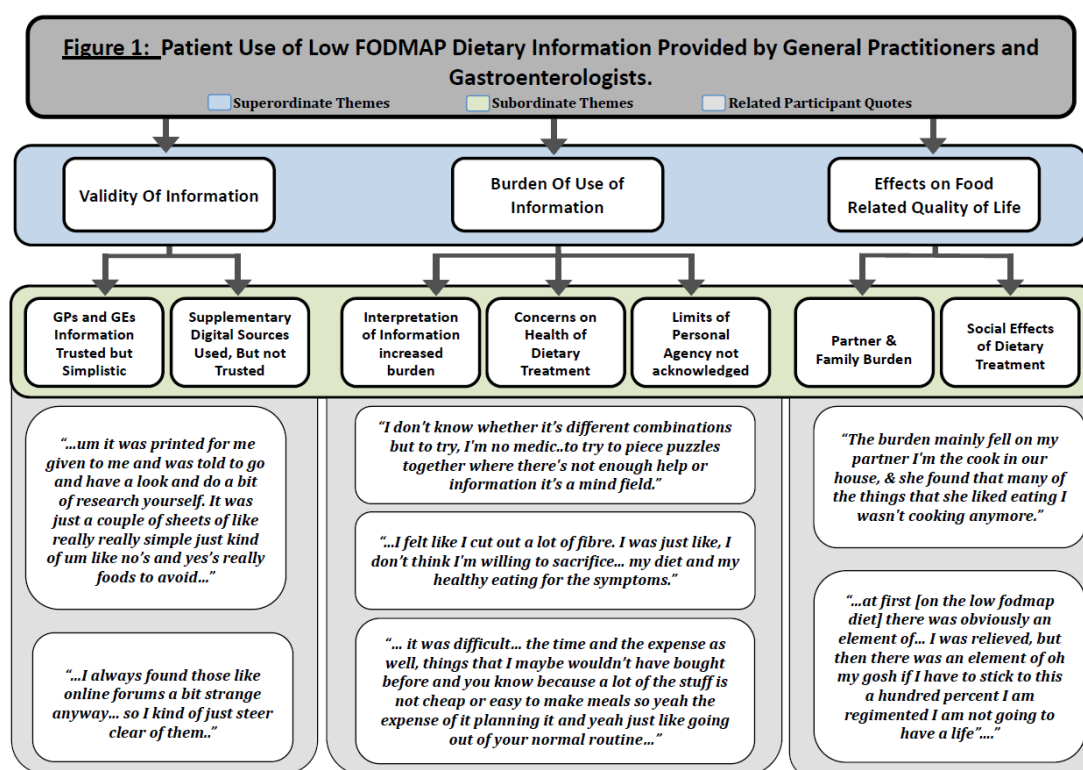 Figure 1: Patient Use of Low FODMAP Dietary Information Provided by General Practitioners and
Gastroenterologists.
Superordinate Themes
Subordinate Themes
Related Participant Quotes
Validity Of Information
Burden Of Use of
Information
Effects on Food
Related Quality of Life
GPs and GEs
Information
Trusted but
Simplistic
Supplementary
Digital Sources
Used, But not
Trusted
Interpretation
of Information
increased
burden
Concerns on
Health of
Dietary
Treatment
Limits of
Personal
Agency not
acknowledged
Partner &
Family Burden
Social Effects
of Dietary
Treatment
“...um it was printed for me
given to me and was told to go
and have a look and do a bit
of research yourself. It was
just a couple of sheets of like
really really simple just kind
of um like no's and yes's really
foods to avoid...”
“...I always found those like
online forums a bit strange
anyway... so I kind of just steer
clear of them..”
“I don't know whether it's different combinations
but to try, I'm no medic..to try to piece puzzles
together where there's not enough help or
information it's a mind field.”
“...I felt like I cut out a lot of fibre. I was just like, I
don't think I'm willing to sacrifice... my diet and my
healthy eating for the symptoms.”
“... it was difficult... the time and the expense as
well, things that I maybe wouldn't have bought
before and you know because a lot of the stuff is
not cheap or easy to make meals so yeah the
expense of it planning it and yeah just like going
out of your normal routine...”
“The burden mainly fell on my
partner I'm the cook in our
house, & she found that many of
the things that she liked eating I
wasn't cooking anymore.”
“...at first [on the low fodmap
diet] there was obviously an
element of... I was relieved, but
then there was an element of oh
my gosh if I have to stick to this
a hundred percent I am
regimented I am not going to
have a life”....”